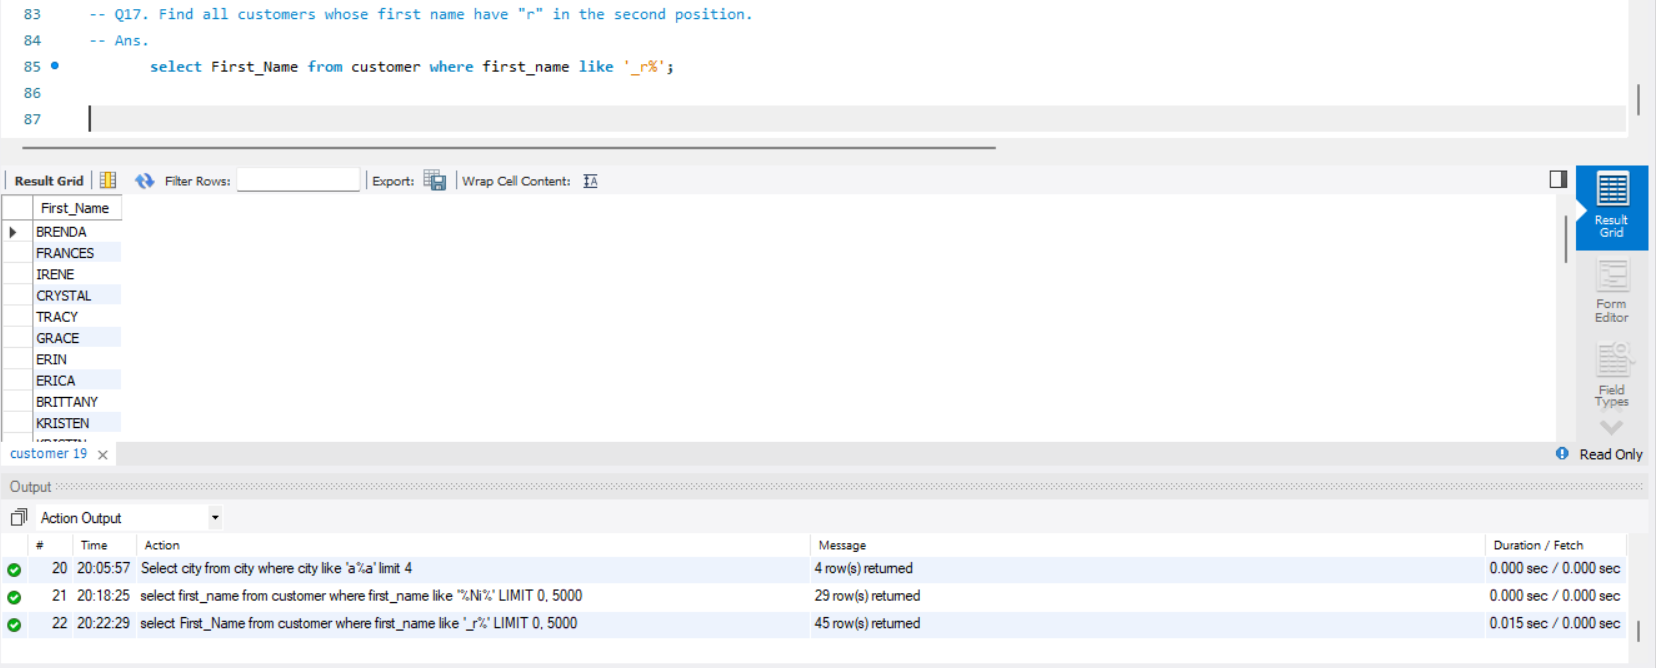 83 -- Q17. Find all customers whose first name have "r" in the second position.
84 -- Ans.
85 select First_Name from customer where first_name like '_r%';
86
87
Result Grid Filter Rows: Export: Wrap Cell Content: IA
First_Name
BRENDA
FRANCES
IRENE
CRYSTAL
TRACY
GRACE
ERIN
ERICA
BRITTANY
KRISTEN
Result Grid
Form Editor
Field Types
customer 19 Read Only
Output
Action Output
# Time Action Message Duration / Fetch
20 20:05:57 Select city from city where city like 'a%a' limit 4 4 row(s) returned 0.000 sec / 0.000 sec
21 20:18:25 select first_name from customer where first_name like '%Ni%' LIMIT 0, 5000 29 row(s) returned 0.000 sec / 0.000 sec
22 20:22:29 select First_Name from customer where first_name like '_r%' LIMIT 0, 5000 45 row(s) returned 0.015 sec / 0.000 sec